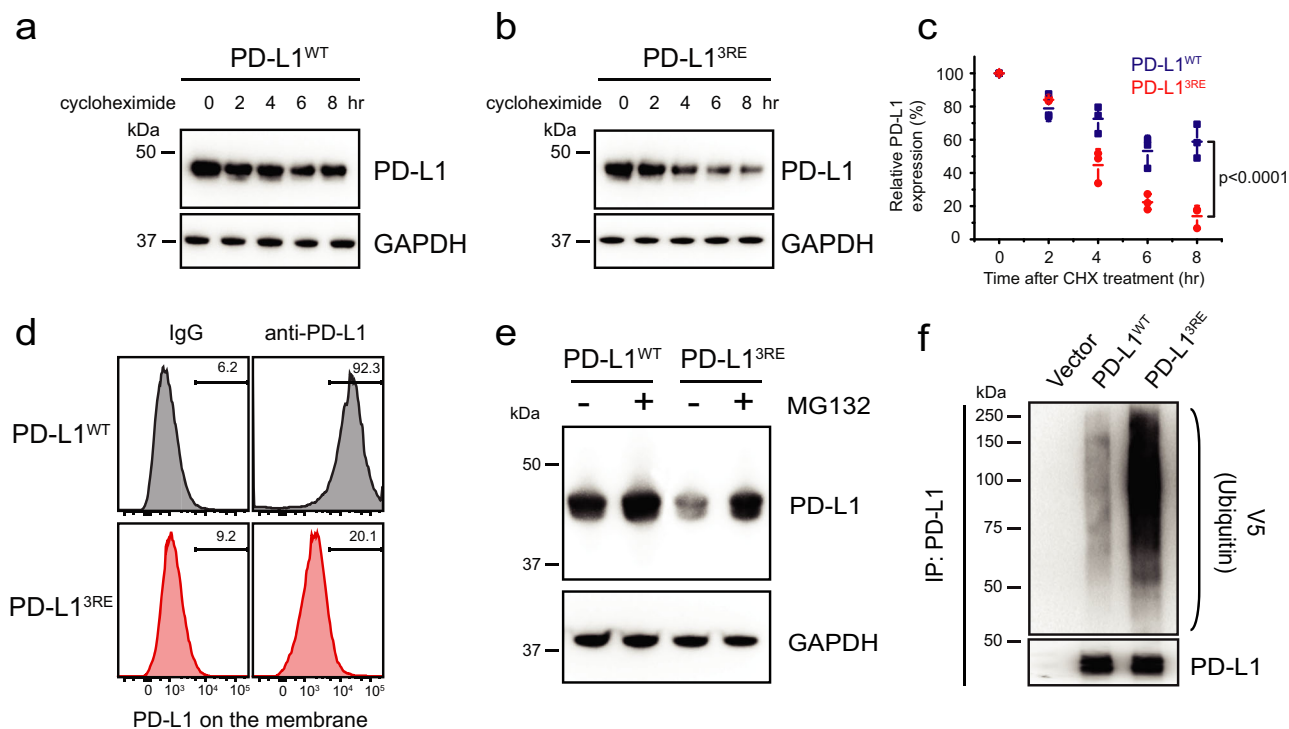 a
PD-L1WT
cycloheximide 0 2 4 6 8 hr
kDa
50
PD-L1
37
GAPDH
b
PD-L13RE
cycloheximide 0 2 4 6 8 hr
kDa
50
PD-L1
37
GAPDH
c
PD-L1WT
PD-L13RE
Relative PD-L1
expression (%)
100
80
60
40
20
0
p<0.0001
0 2 4 6 8
Time after CHX treatment (hr)
d
IgG anti-PD-L1
PD-L1WT
6.2 92.3
PD-L13RE
9.2 20.1
0 10³ 10⁴ 10⁵ 0 10³ 10⁴ 10⁵
PD-L1 on the membrane
e
PD-L1WT PD-L13RE
- + - + MG132
kDa
50
PD-L1
37
GAPDH
37
f
Vector
PD-L1WT
PD-L13RE
kDa
250
150
100
75
50
50
IP: PD-L1
V5
(Ubiquitin)
PD-L1